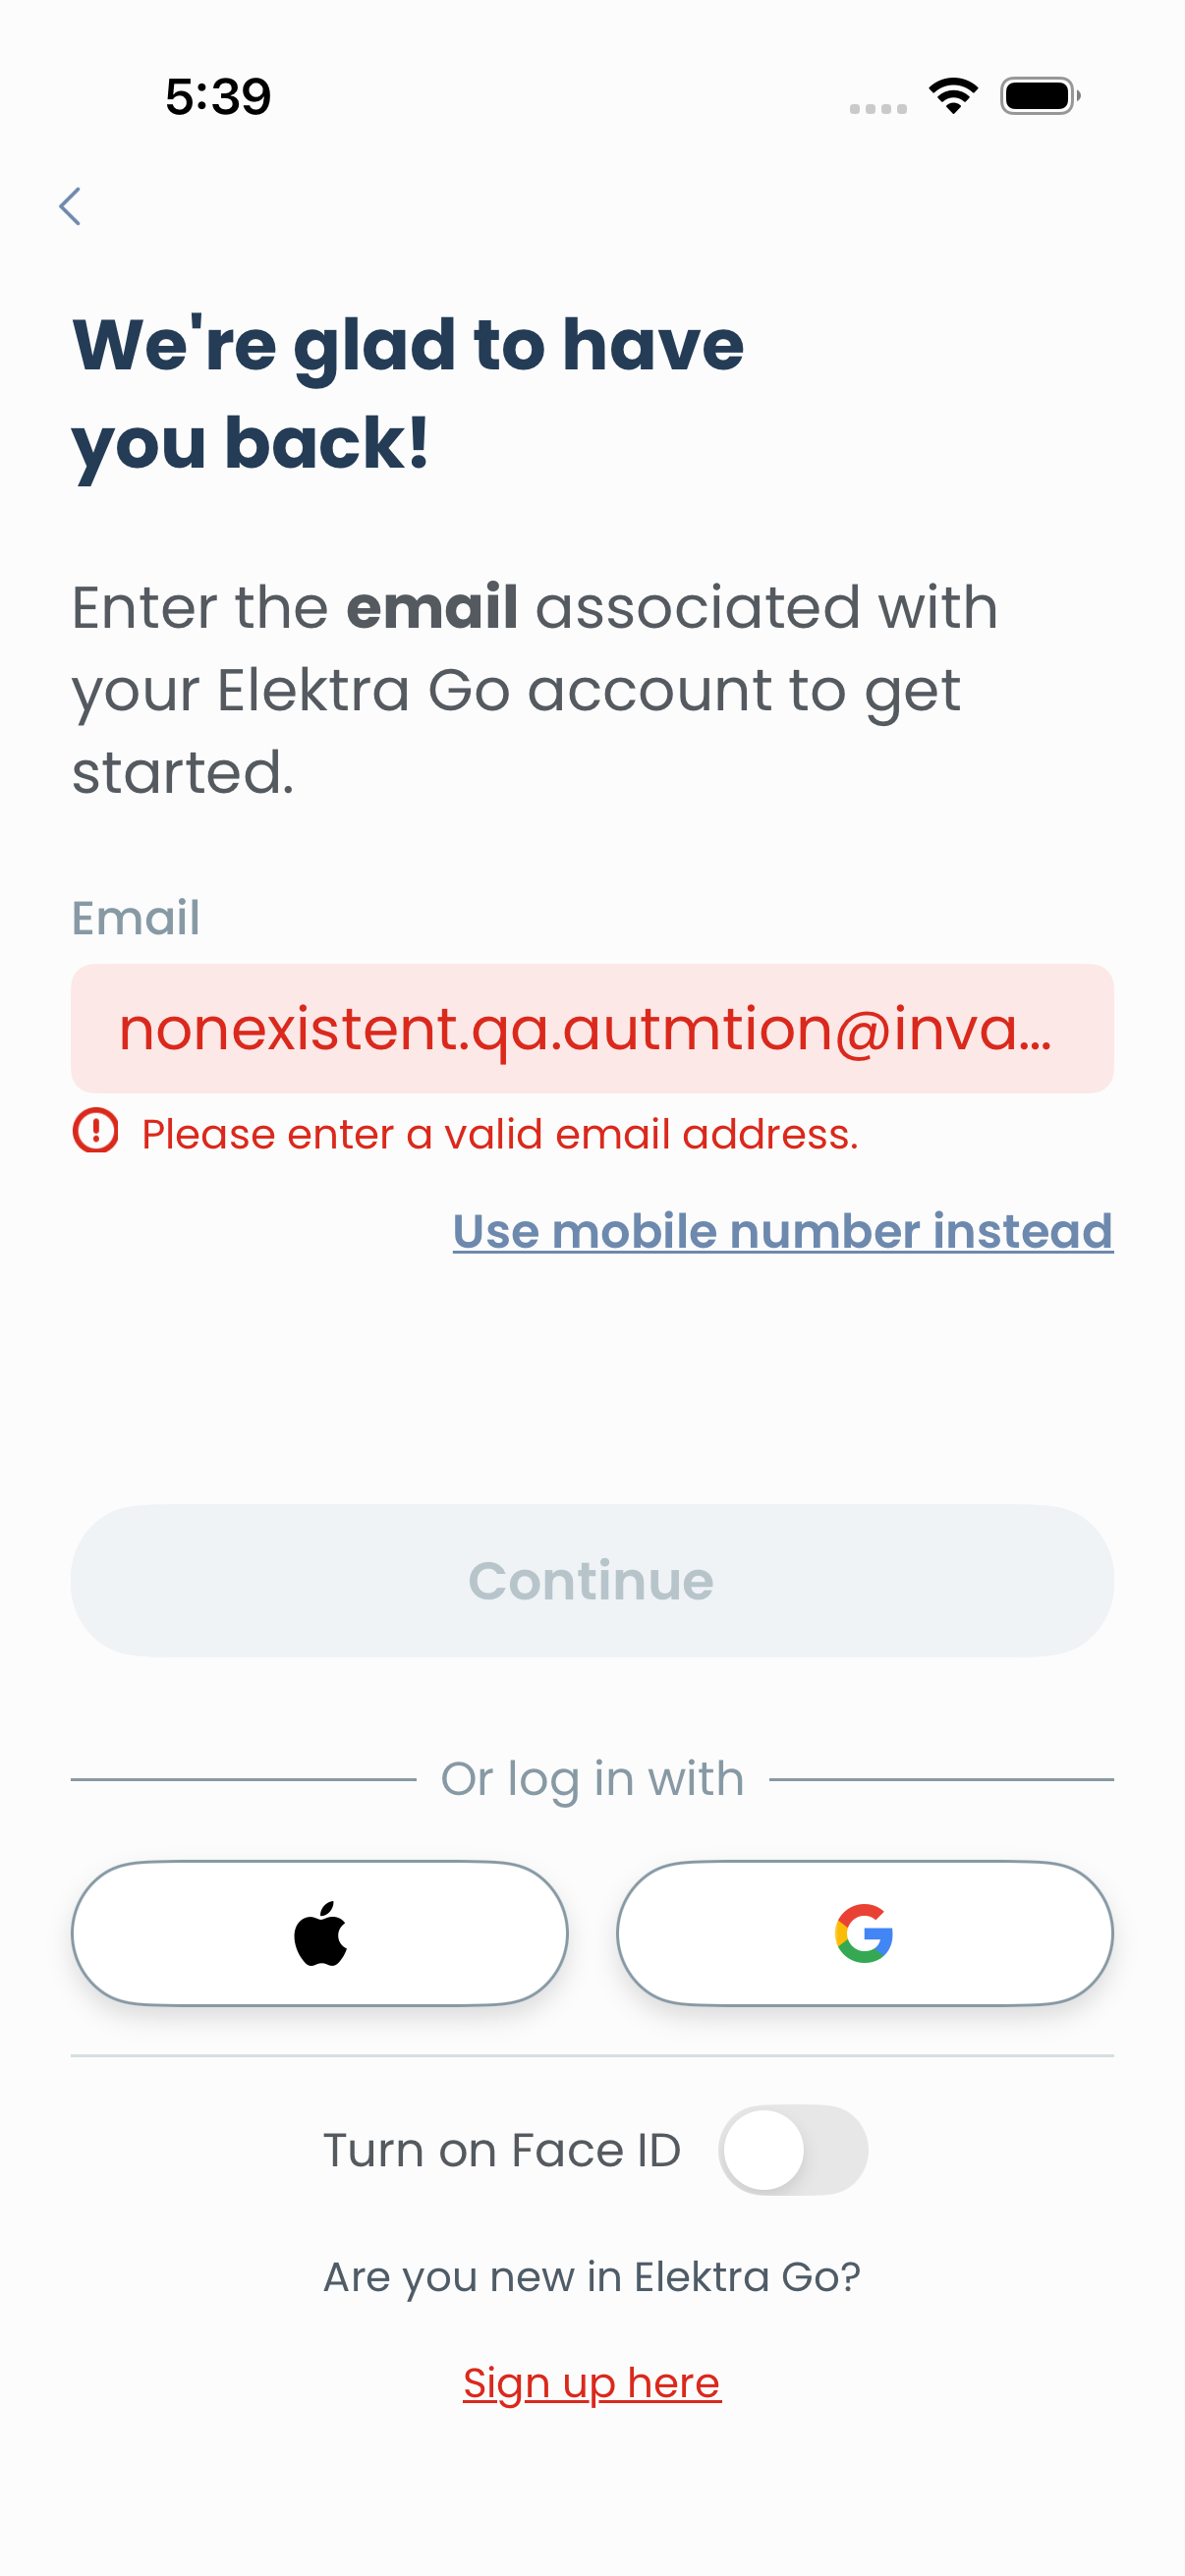 5:39
We're glad to have
you back!
Enter the email associated with
your Elektra Go account to get
started.
Email
nonexistent.qa.autmtion@inva...
Please enter a valid email address.
Use mobile number instead
Continue
Or log in with
Turn on Face ID
Are you new in Elektra Go?
Sign up here